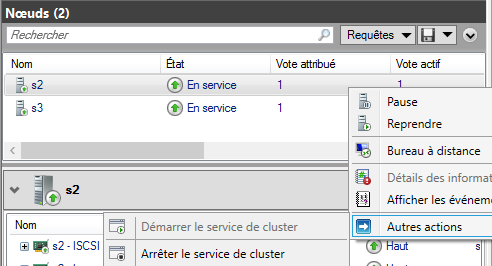 Nœuds (2)
Rechercher
Requêtes
Nom État Vote attribué Vote actif
s2 En service 1 1
s3 En service 1
Pause
Reprendre
Bureau à distance
Détails des informat
Afficher les événeme
Autres actions
s2
Nom
Démarrer le service de cluster
s2 - ISCSI
Arrêter le service de cluster
Haut s
Haut